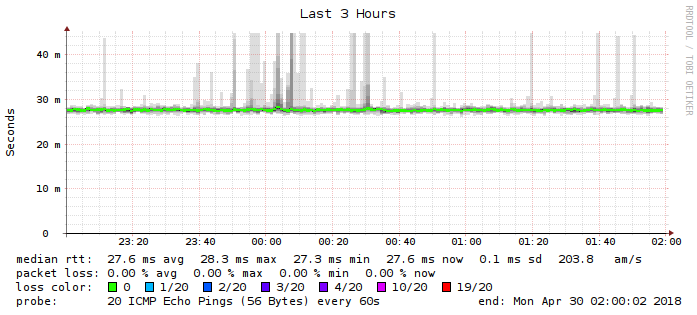 Last 3 Hours
RRDTOOL / TOBI OETIKER
Seconds
40 m
30 m
20 m
10 m
0
23:20 23:40 00:00 00:20 00:40 01:00 01:20 01:40 02:00
median rtt: 27.6 ms avg 28.3 ms max 27.3 ms min 27.6 ms now 0.1 ms sd 203.8 am/s
packet loss: 0.00 % avg 0.00 % max 0.00 % min 0.00 % now
loss color: 0 1/20 2/20 3/20 4/20 10/20 19/20
probe: 20 ICMP Echo Pings (56 Bytes) every 60s end: Mon Apr 30 02:00:02 2018